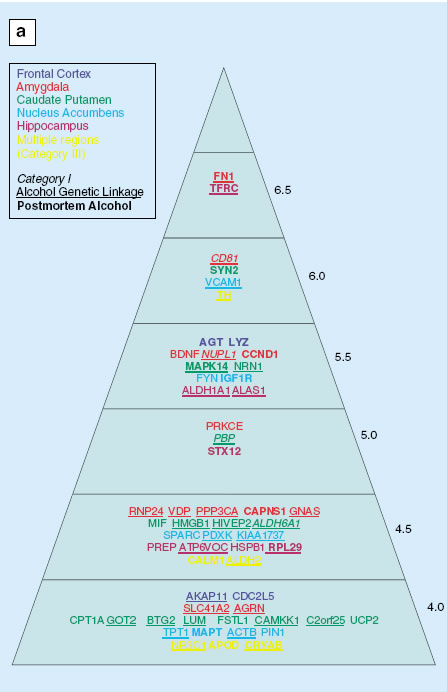 a
Frontal Cortex
Amygdala
Caudate Putamen
Nucleus Accumbens
Hippocampus
Multiple regions
(Category III)
Category I
Alcohol Genetic Linkage
Postmortem Alcohol
FN1
TFRC
6.5
CD81
SYN2
VCAM1
TH
6.0
AGT LYZ
BDNF NUPL1 CCND1
MAPK14 NRN1
FYN IGF1R
ALDH1A1 ALAS1
5.5
PRKCE
PBP
STX12
5.0
RNP24 VDP PPP3CA CAPNS1 GNAS
MIF HMGB1 HIVEP2 ALDH6A1
SPARC PDXK KIAA1737
PREP ATP6VOC HSPB1 RPL29
CALM1
4.5
AKAP11 CDC2L5
SLC41A2 AGRN
CPT1A GOT2 BTG2 LUM FSTL1 CAMKK1 C2orf25 UCP2
TPT1 MAPT ACTB PIN1
APOD CRYAB
4.0